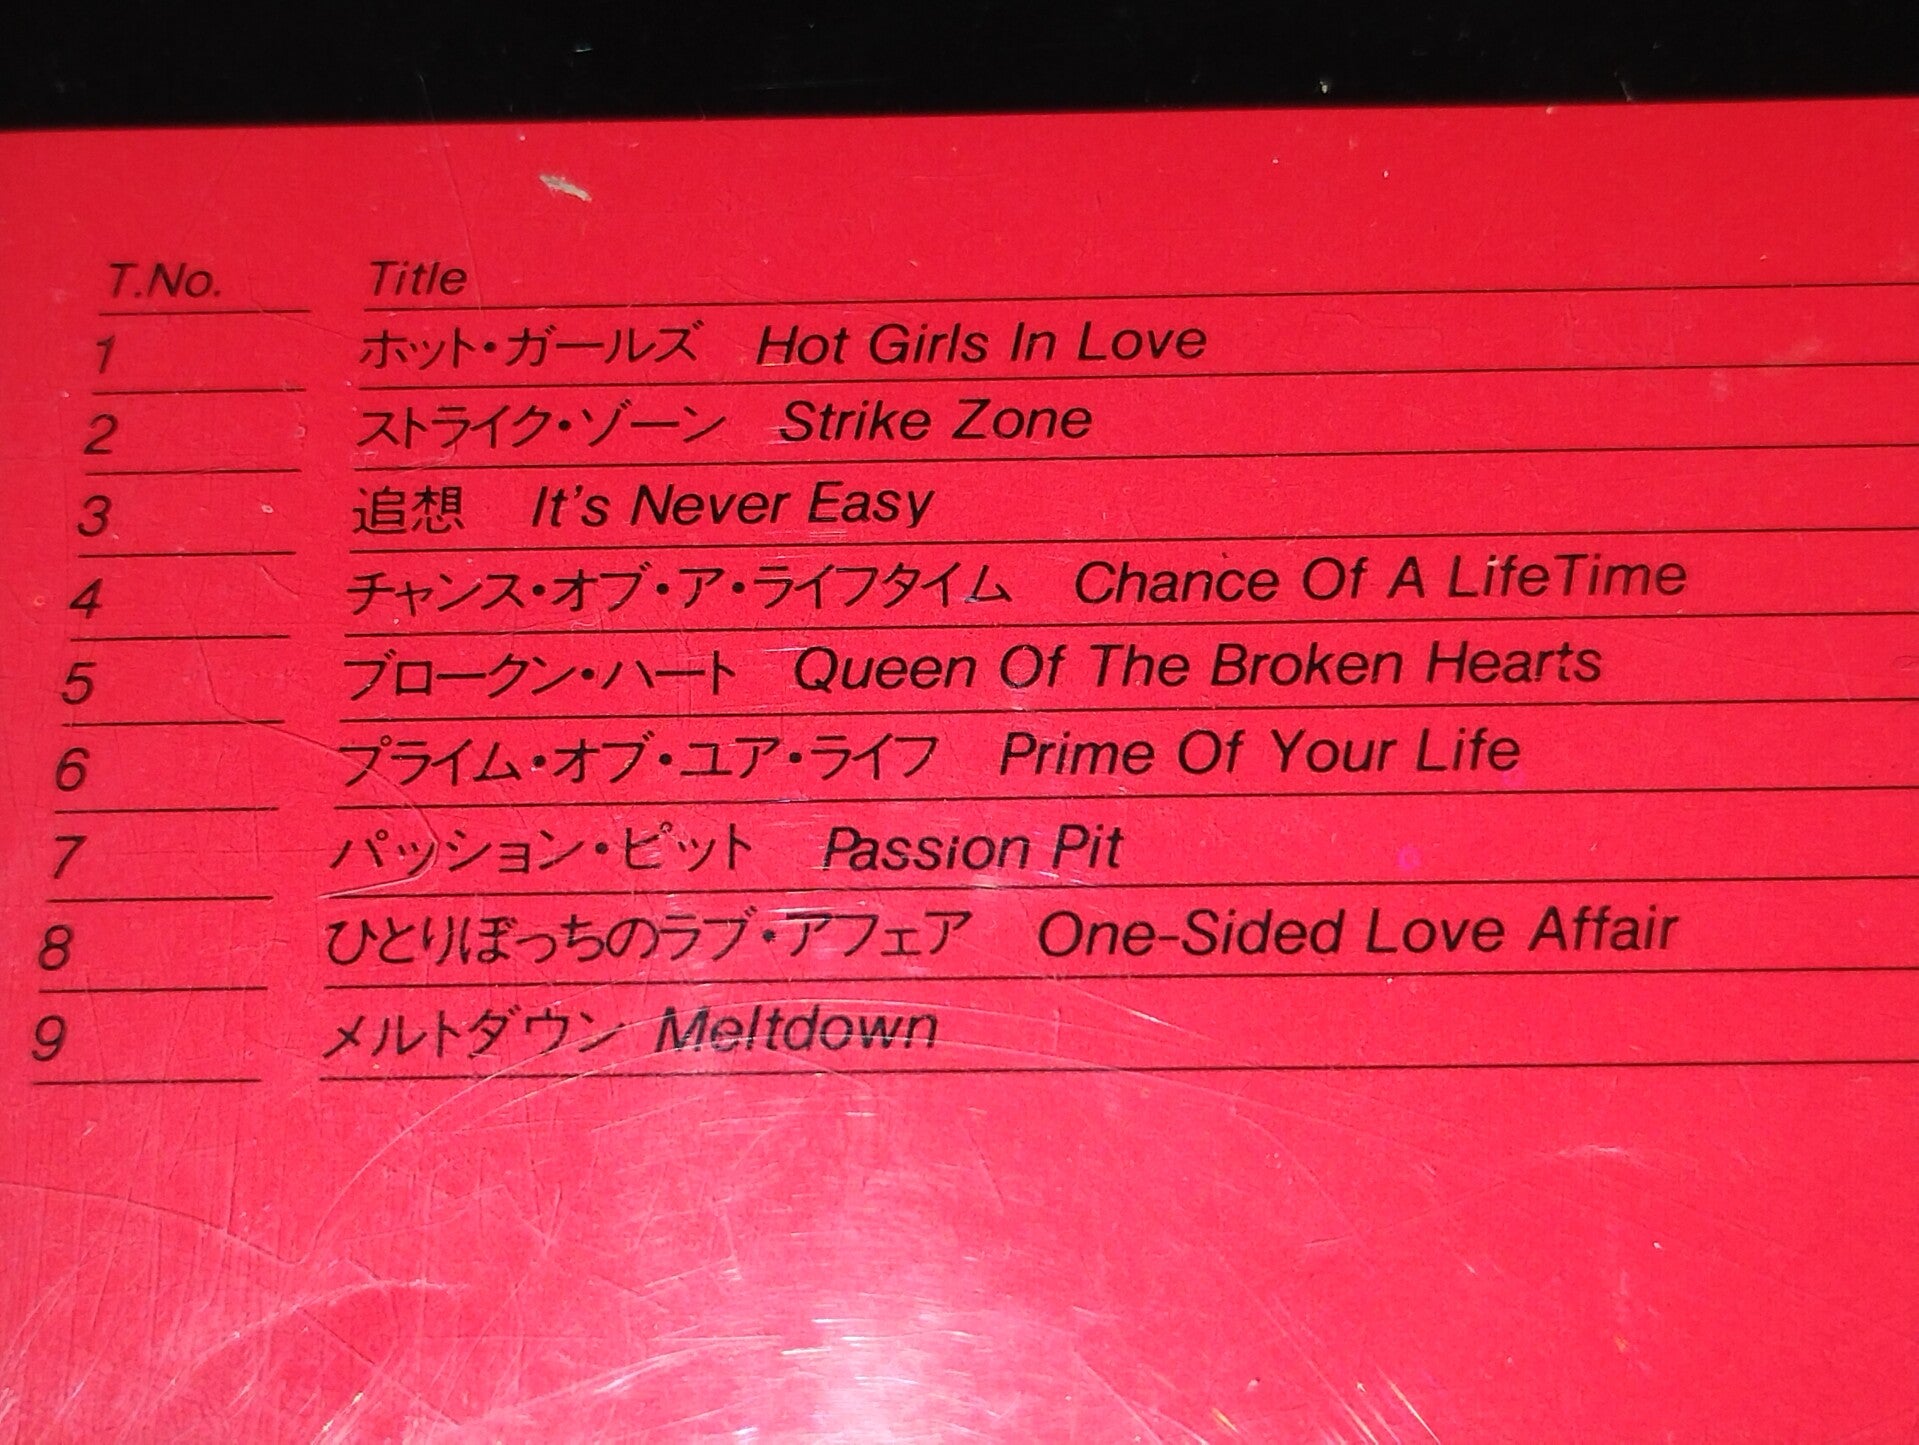 T.No. Title
1 ホット・ガールズ Hot Girls In Love
2 ストライク・ゾーン Strike Zone
3 追想 It's Never Easy
4 チャンス・オブ・ア・ライフタイム Chance Of A LifeTime
5 ブロークン・ハート Queen Of The Broken Hearts
6 プライム・オブ・ユア・ライフ Prime Of Your Life
7 パッション・ピット Passion Pit
8 ひとりぼっちのラブ・アフェア One-Sided Love Affair
9 メルトダウン Meltdown